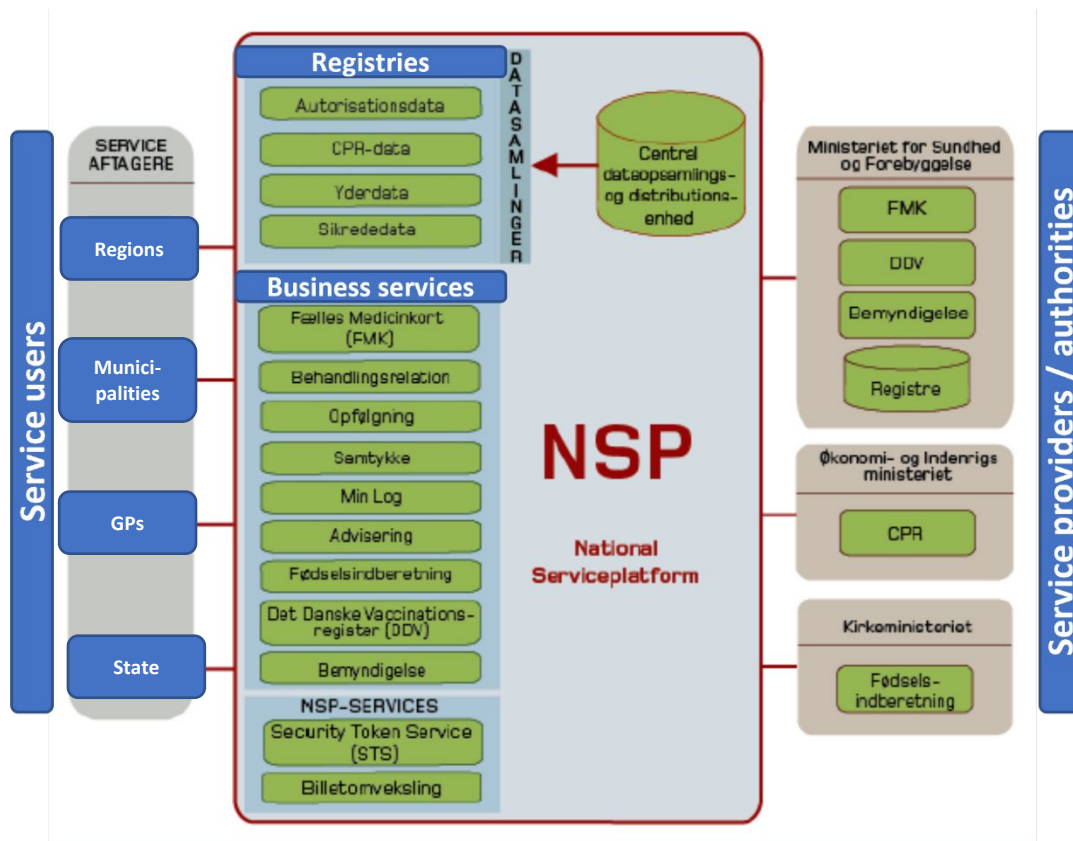 Service users
SERVICE
AFTAGERE
Regions
Munici-
palities
GPs
State
Registries
Autorisationsdata
CPR-data
Yderdata
Sikrededata
DATASAMLINGER
Central
dataopsamlings-
og distributions-
enhed
Business services
Fælles Medicinkort
(FMK)
Behandlingsrelation
Opfølgning
Samtykke
Min Log
Advisering
Fødselsindberetning
Det Danske Vaccinations-
register (DDV)
Bemyndigelse
NSP-SERVICES
Security Token Service
(STS)
Billetomveksling
NSP
National
Serviceplatform
Ministeriet for Sundhed
og Forebyggelse
FMK
DDV
Bemyndigelse
Registre
Økonomi- og Indenrigs
ministeriet
CPR
Kirkeministeriet
Fødsels-
indberetning
Service providers / authorities